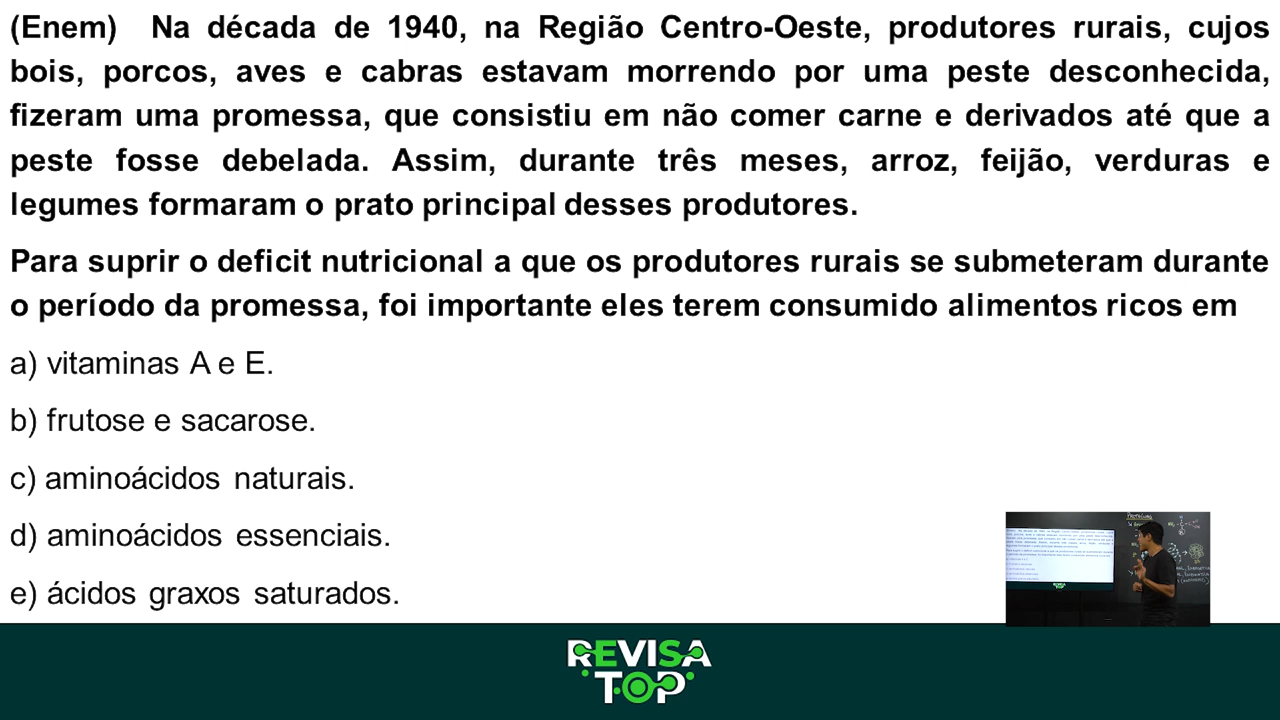 (Enem) Na década de 1940, na Região Centro-Oeste, produtores rurais, cujos
bois, porcos, aves e cabras estavam morrendo por uma peste desconhecida,
fizeram uma promessa, que consistiu em não comer carne e derivados até que a
peste fosse debelada. Assim, durante três meses, arroz, feijão, verduras e
legumes formaram o prato principal desses produtores.
Para suprir o deficit nutricional a que os produtores rurais se submeteram durante
o período da promessa, foi importante eles terem consumido alimentos ricos em
a) vitaminas A e E.
b) frutose e sacarose.
c) aminoácidos naturais.
d) aminoácidos essenciais.
e) ácidos graxos saturados.
REVISA
TOP